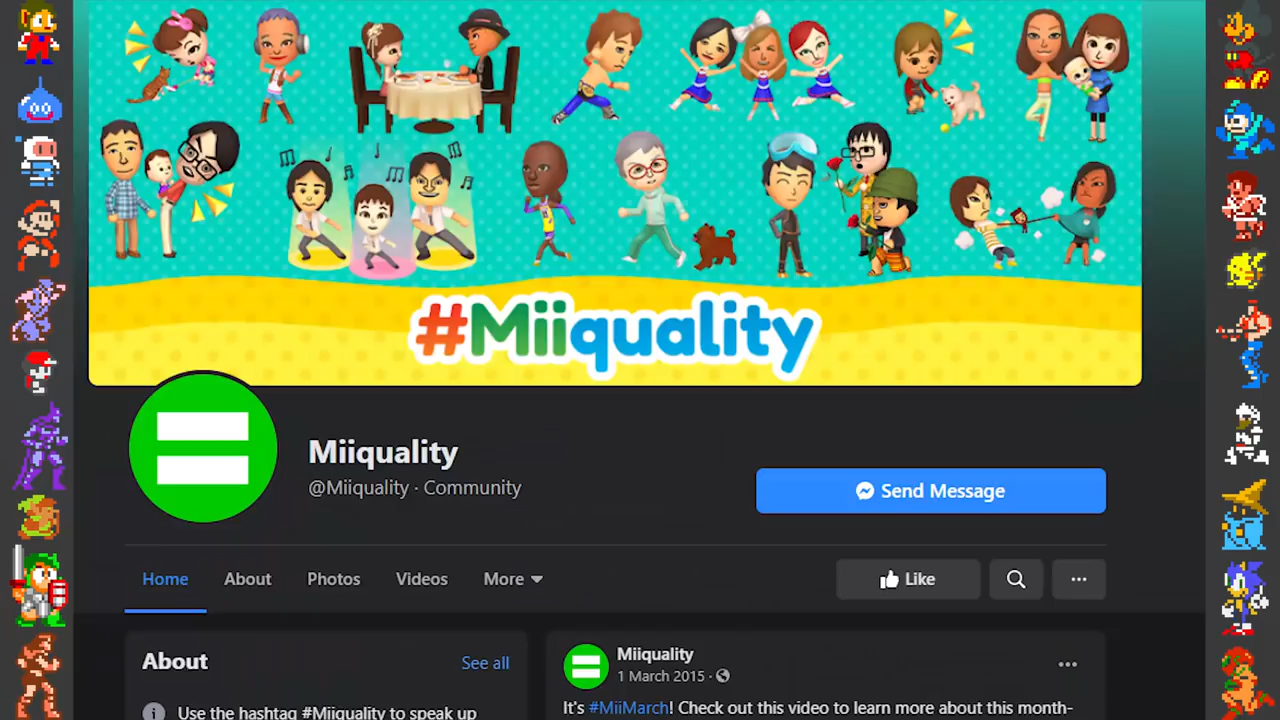 #Miiquality
Miiquality
@Miiquality · Community
Send Message
Home
About
Photos
Videos
More
Like
About
See all
Use the hashtag #Miiquality to speak up
Miiquality
1 March 2015 ·
It's #MiiMarch! Check out this video to learn more about this month-